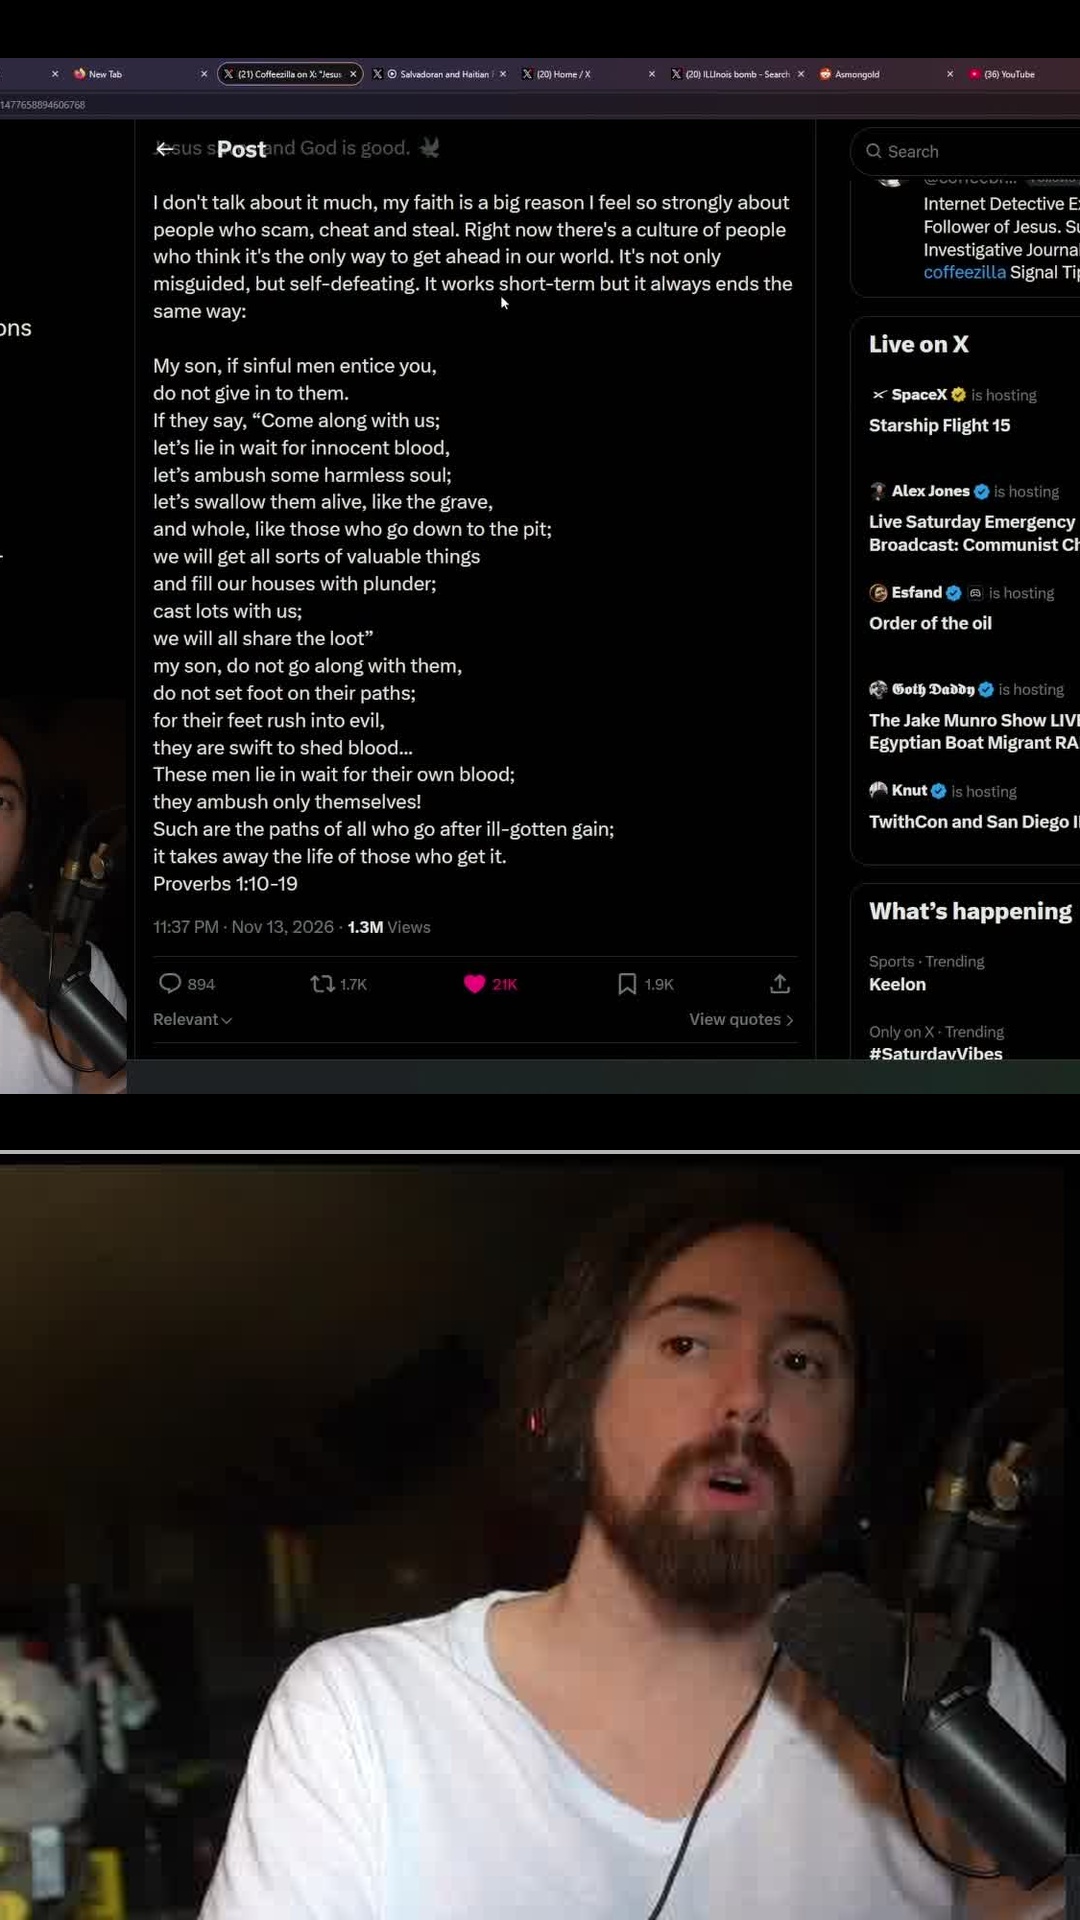 New Tab
(21) Coffeezilla on X: "Jesus
Salvadoran and Haitian
(20) Home / X
(20) ILLInois bomb - Search
Asmongold
(36) YouTube
1477658894606768
Jesus and God is good. 🕊
Post
I don't talk about it much, my faith is a big reason I feel so strongly about
people who scam, cheat and steal. Right now there's a culture of people
who think it's the only way to get ahead in our world. It's not only
misguided, but self-defeating. It works short-term but it always ends the
same way:
My son, if sinful men entice you,
do not give in to them.
If they say, “Come along with us;
let’s lie in wait for innocent blood,
let’s ambush some harmless soul;
let’s swallow them alive, like the grave,
and whole, like those who go down to the pit;
we will get all sorts of valuable things
and fill our houses with plunder;
cast lots with us;
we will all share the loot”
my son, do not go along with them,
do not set foot on their paths;
for their feet rush into evil,
they are swift to shed blood...
These men lie in wait for their own blood;
they ambush only themselves!
Such are the paths of all who go after ill-gotten gain;
it takes away the life of those who get it.
Proverbs 1:10-19
11:37 PM · Nov 13, 2026 · 1.3M Views
894 1.7K 21K 1.9K
Relevant
View quotes
ons
Search
Internet Detective
Follower of Jesus.
Investigative Journal
coffeezilla Signal
Live on X
SpaceX is hosting
Starship Flight 15
Alex Jones is hosting
Live Saturday Emergency
Broadcast: Communist
Esfand is hosting
Order of the oil
Goth Daddy is hosting
The Jake Munro Show LIV
Egyptian Boat Migrant RA
Knut is hosting
TwithCon and San Diego
What’s happening
Sports · Trending
Keelon
Only on X · Trending
#SaturdayVibes